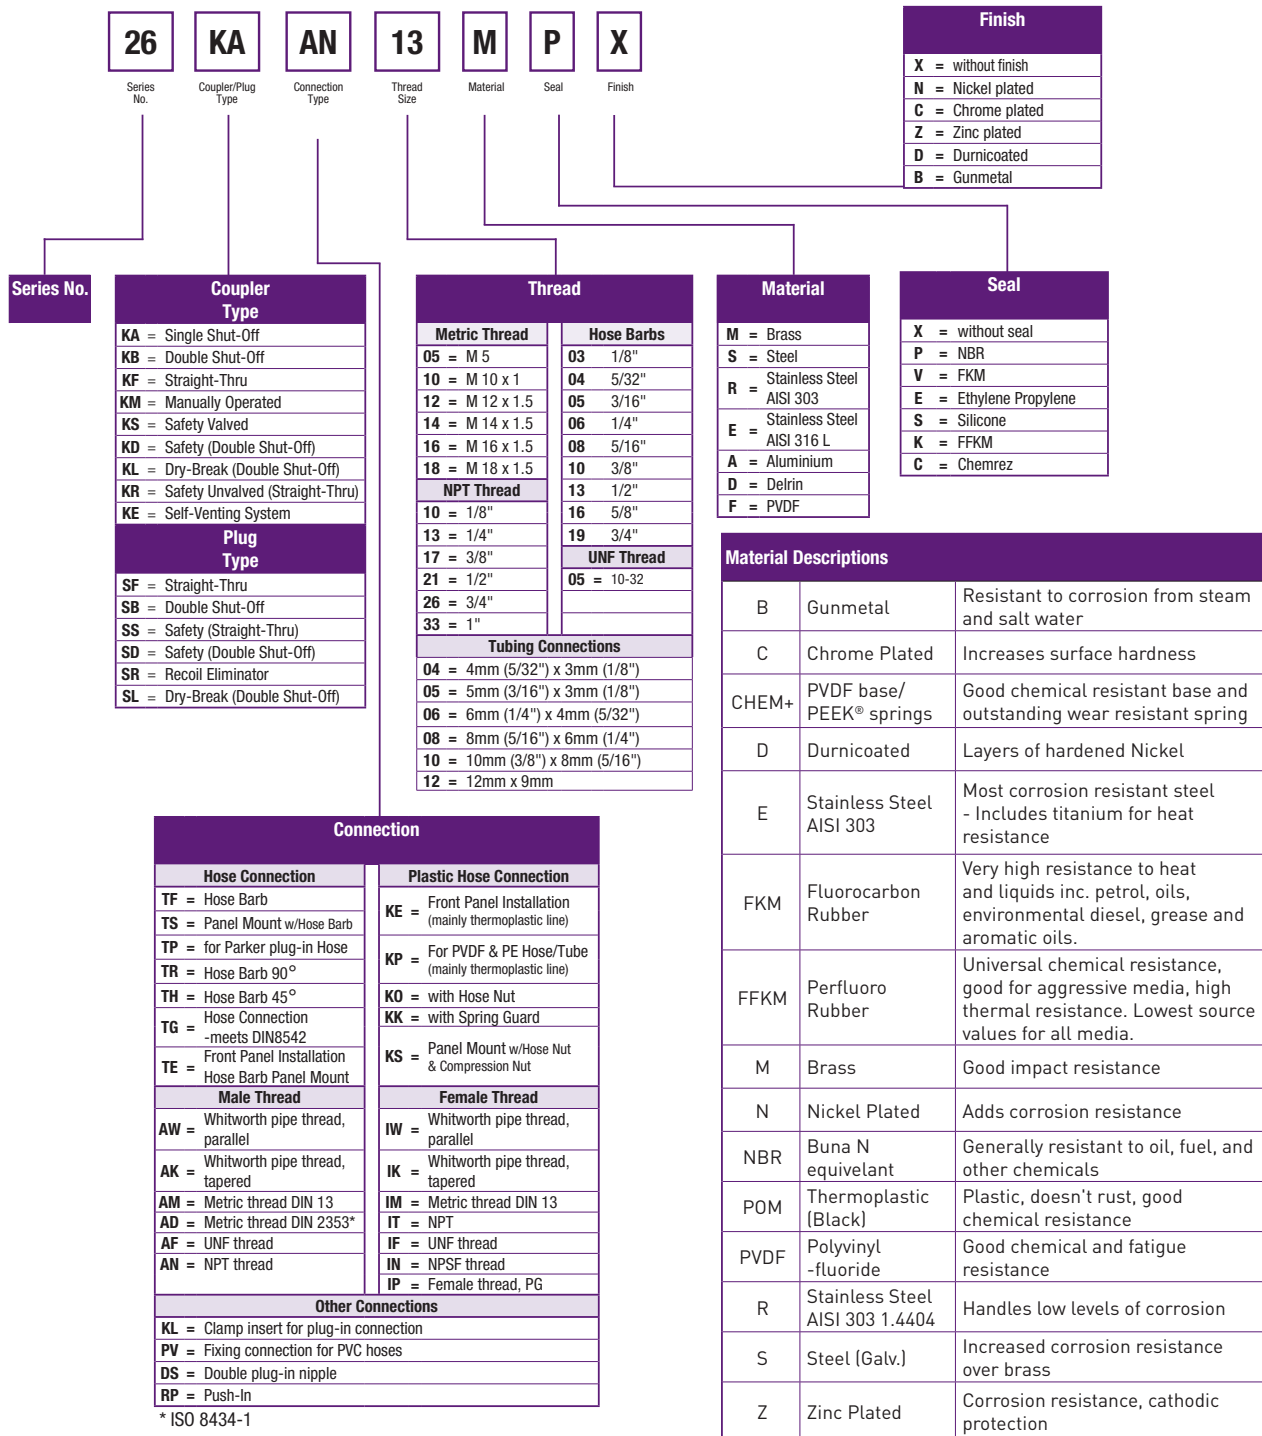 26 KA AN 13 M P X
Series No.
Coupler/Plug Type
Connection Type
Thread Size
Material
Seal
Finish
Finish
X = without finish
N = Nickel plated
C = Chrome plated
Z = Zinc plated
D = Durnicoated
B = Gunmetal
Series No.
Coupler
Type
KA = Single Shut-Off
KB = Double Shut-Off
KF = Straight-Thru
KM = Manually Operated
KS = Safety Valved
KD = Safety (Double Shut-Off)
KL = Dry-Break (Double Shut-Off)
KR = Safety Unvalved (Straight-Thru)
KE = Self-Venting System
Plug
Type
SF = Straight-Thru
SB = Double Shut-Off
SS = Safety (Straight-Thru)
SD = Safety (Double Shut-Off)
SR = Recoil Eliminator
SL = Dry-Break (Double Shut-Off)
Thread
Metric Thread
05 = M 5
10 = M 10 x 1
12 = M 12 x 1.5
14 = M 14 x 1.5
16 = M 16 x 1.5
18 = M 18 x 1.5
NPT Thread
10 = 1/8"
13 = 1/4"
17 = 3/8"
21 = 1/2"
26 = 3/4"
33 = 1"
Hose Barbs
03 1/8"
04 5/32"
05 3/16"
06 1/4"
08 5/16"
10 3/8"
13 1/2"
16 5/8"
19 3/4"
UNF Thread
05 = 10-32
Tubing Connections
04 = 4mm (5/32") x 3mm (1/8")
05 = 5mm (3/16") x 3mm (1/8")
06 = 6mm (1/4") x 4mm (5/32")
08 = 8mm (5/16") x 6mm (1/4")
10 = 10mm (3/8") x 8mm (5/16")
12 = 12mm x 9mm
Material
M = Brass
S = Steel
R = Stainless Steel
AISI 303
E = Stainless Steel
AISI 316 L
A = Aluminium
D = Delrin
F = PVDF
Seal
X = without seal
P = NBR
V = FKM
E = Ethylene Propylene
S = Silicone
K = FFKM
C = Chemrez
Connection
Hose Connection
TF = Hose Barb
TS = Panel Mount w/Hose Barb
TP = for Parker plug-in Hose
TR = Hose Barb 90°
TH = Hose Barb 45°
TG = Hose Connection
-meets DIN8542
TE = Front Panel Installation
Hose Barb Panel Mount
Plastic Hose Connection
KE = Front Panel Installation
(mainly thermoplastic line)
KP = For PVDF & PE Hose/Tube
(mainly thermoplastic line)
KO = with Hose Nut
KK = with Spring Guard
KS = Panel Mount w/Hose Nut
& Compression Nut
Male Thread
AW = Whitworth pipe thread,
parallel
AK = Whitworth pipe thread,
tapered
AM = Metric thread DIN 13
AD = Metric thread DIN 2353*
AF = UNF thread
AN = NPT thread
Female Thread
IW = Whitworth pipe thread,
parallel
IK = Whitworth pipe thread,
tapered
IM = Metric thread DIN 13
IT = NPT
IF = UNF thread
IN = NPSF thread
IP = Female thread, PG
Other Connections
KL = Clamp insert for plug-in connection
PV = Fixing connection for PVC hoses
DS = Double plug-in nipple
RP = Push-In
* ISO 8434-1
Material Descriptions
B Gunmetal Resistant to corrosion from steam
and salt water
C Chrome Plated Increases surface hardness
CHEM+ PVDF base/ Good chemical resistant base and
PEEK® springs outstanding wear resistant spring
D Durnicoated Layers of hardened Nickel
E Stainless Steel Most corrosion resistant steel
AISI 303 - Includes titanium for heat
resistance
FKM Fluorocarbon Very high resistance to heat
Rubber and liquids inc. petrol, oils,
environmental diesel, grease and
aromatic oils.
FFKM Perfluoro Universal chemical resistance,
Rubber good for aggressive media, high
thermal resistance. Lowest source
values for all media.
M Brass Good impact resistance
N Nickel Plated Adds corrosion resistance
NBR Buna N Generally resistant to oil, fuel, and
equivelant other chemicals
POM Thermoplastic Plastic, doesn't rust, good
(Black) chemical resistance
PVDF Polyvinyl Good chemical and fatigue
-fluoride resistance
R Stainless Steel Handles low levels of corrosion
AISI 303 1.4404
S Steel (Galv.) Increased corrosion resistance
over brass
Z Zinc Plated Corrosion resistance, cathodic
protection